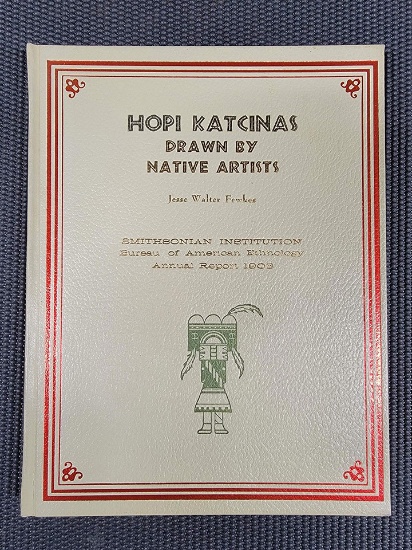 HOPI KATCINAS
DRAWN BY
NATIVE ARTISTS
Jesse Walter Fewkes
SMITHSONIAN INSTITUTION
Bureau of American Ethnology
Annual Report 1903